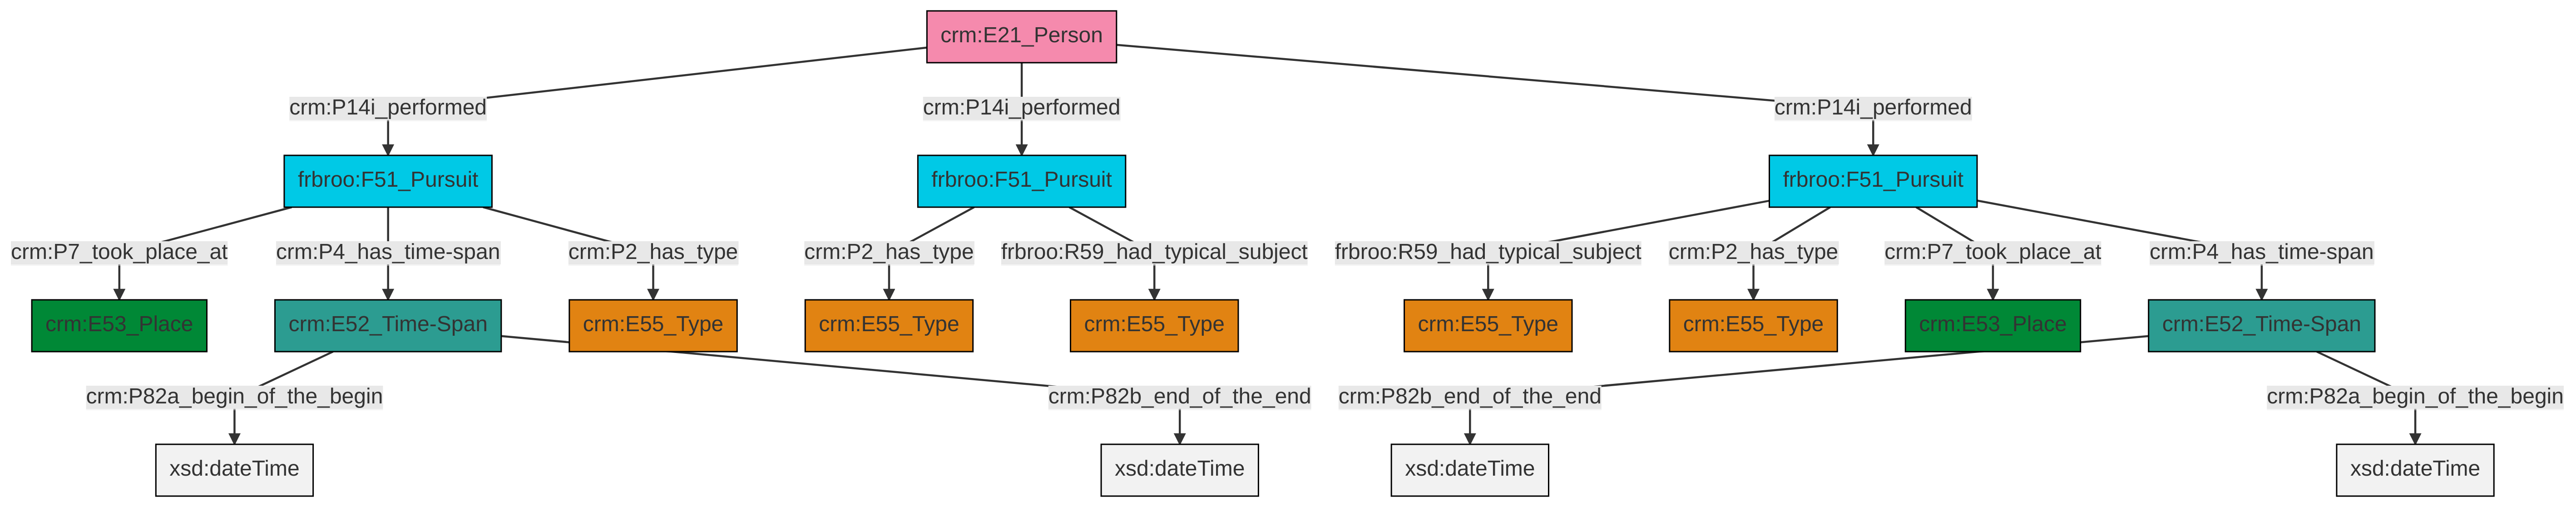 crm:E21_Person
crm:P14i_performed
crm:P14i_performed
crm:P14i_performed
frbroo:F51_Pursuit
frbroo:F51_Pursuit
frbroo:F51_Pursuit
crm:P7_took_place_at
crm:P4_has_time-span
crm:P2_has_type
crm:P2_has_type
frbroo:R59_had_typical_subject
frbroo:R59_had_typical_subject
crm:P2_has_type
crm:P7_took_place_at
crm:P4_has_time-span
crm:E53_Place
crm:E52_Time-Span
crm:E55_Type
crm:E55_Type
crm:E55_Type
crm:E55_Type
crm:E55_Type
crm:E53_Place
crm:E52_Time-Span
crm:P82a_begin_of_the_begin
crm:P82b_end_of_the_end
crm:P82b_end_of_the_end
crm:P82a_begin_of_the_begin
xsd:dateTime
xsd:dateTime
xsd:dateTime
xsd:dateTime